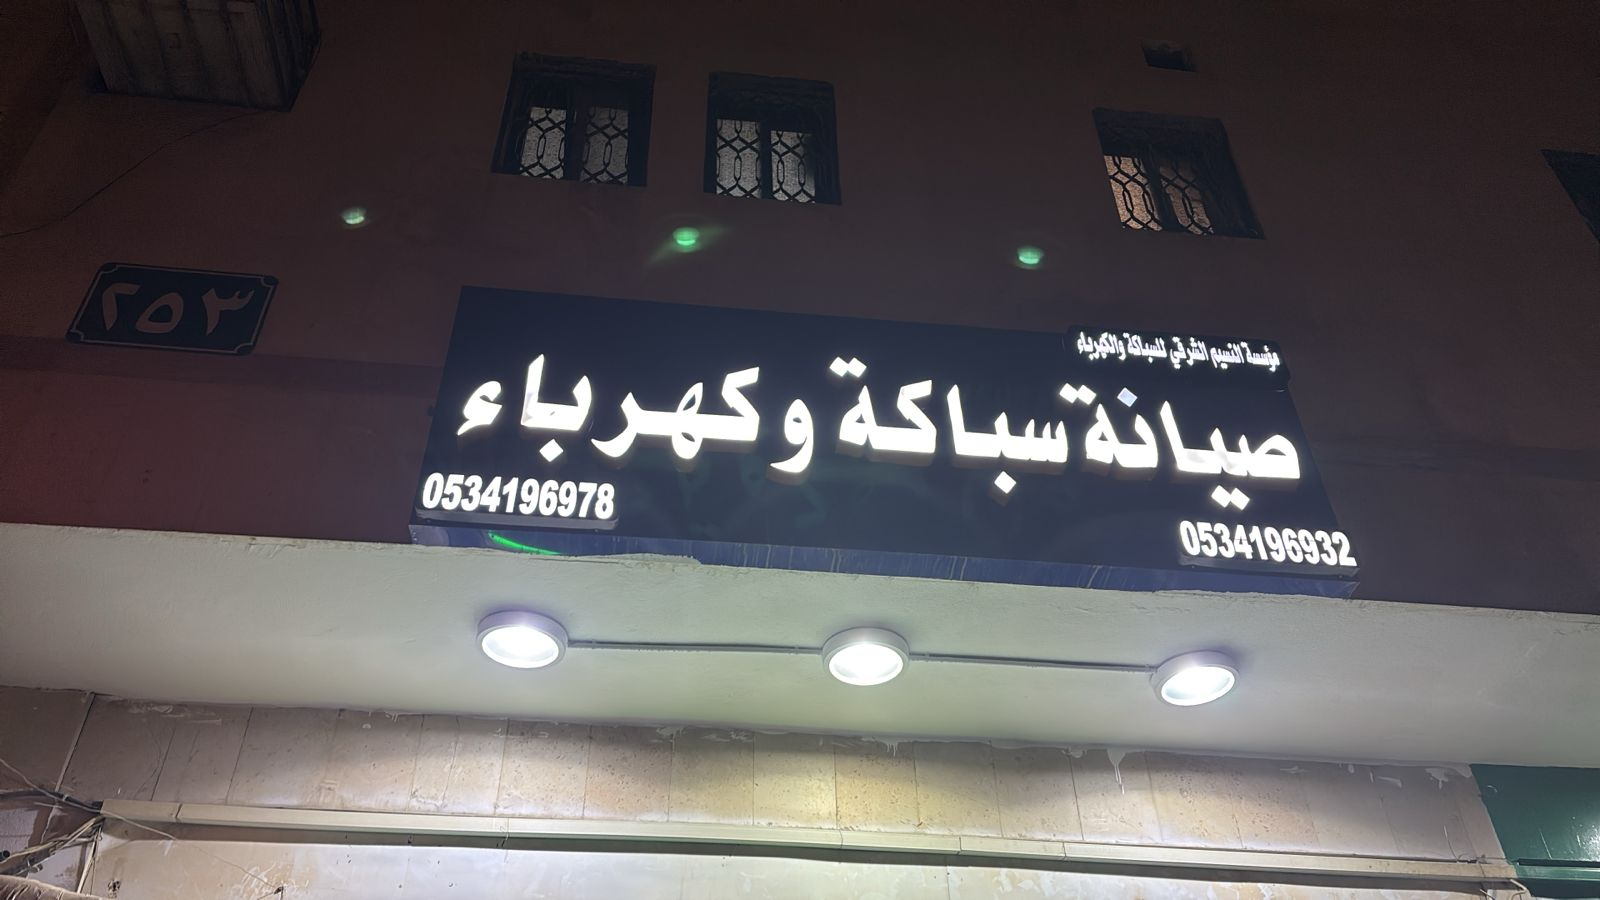 ٢٥٣
مؤسسة النسيم الشرقي للسباكة والكهرباء
صيانة سباكة وكهرباء
0534196978
0534196932